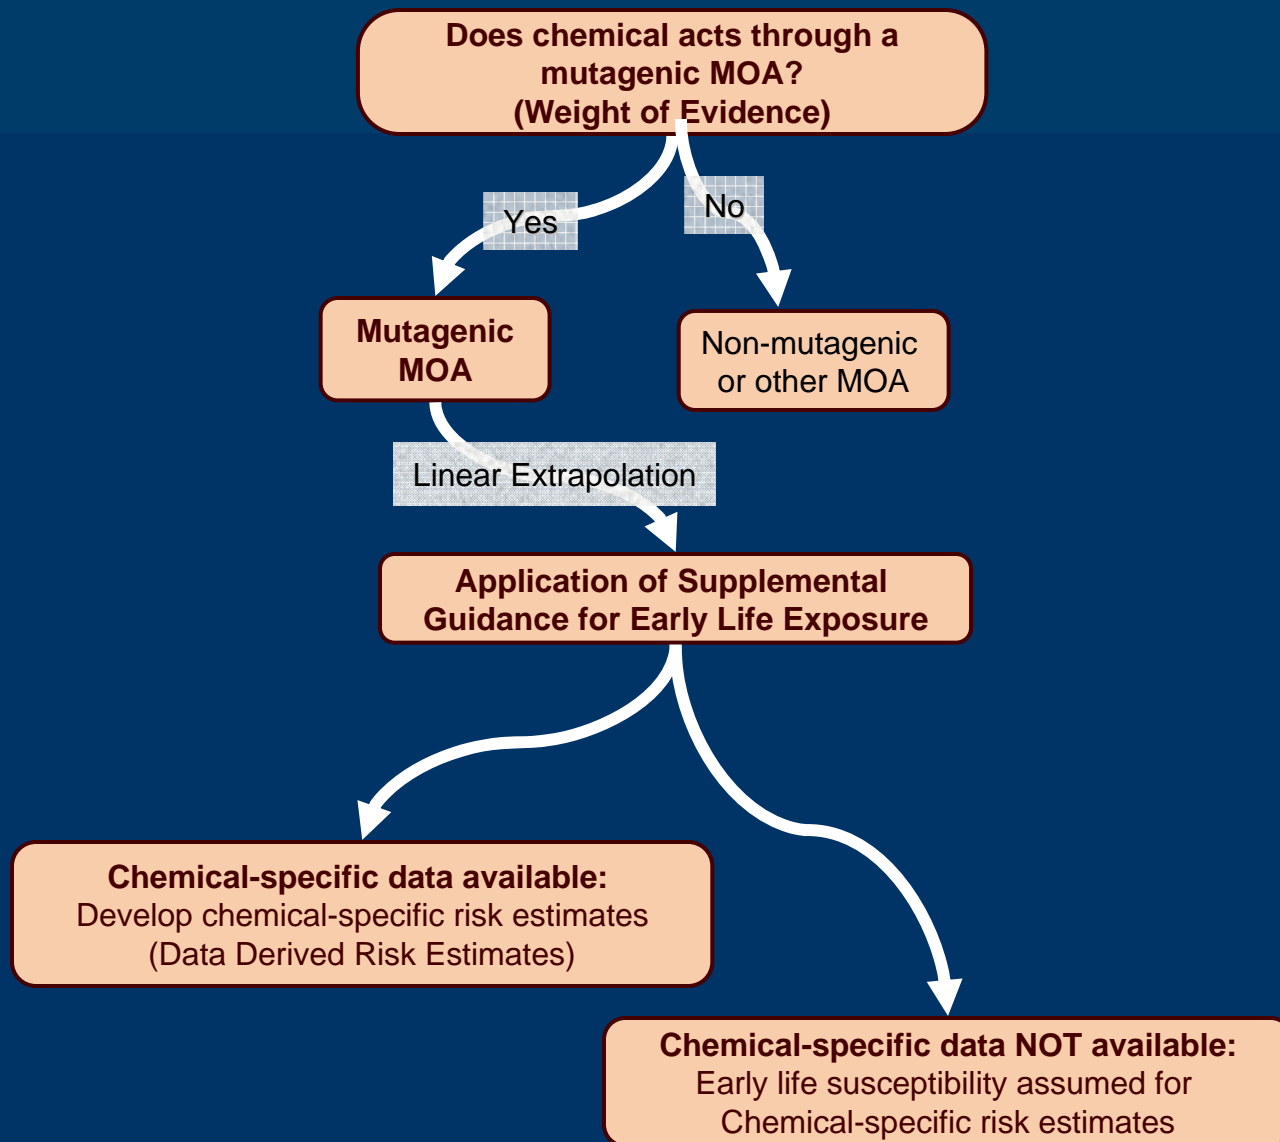 Does chemical acts through a
mutagenic MOA?
(Weight of Evidence)
Yes
No
Mutagenic
MOA
Non-mutagenic
or other MOA
Linear Extrapolation
Application of Supplemental
Guidance for Early Life Exposure
Chemical-specific data available:
Develop chemical-specific risk estimates
(Data Derived Risk Estimates)
Chemical-specific data NOT available:
Early life susceptibility assumed for
Chemical-specific risk estimates